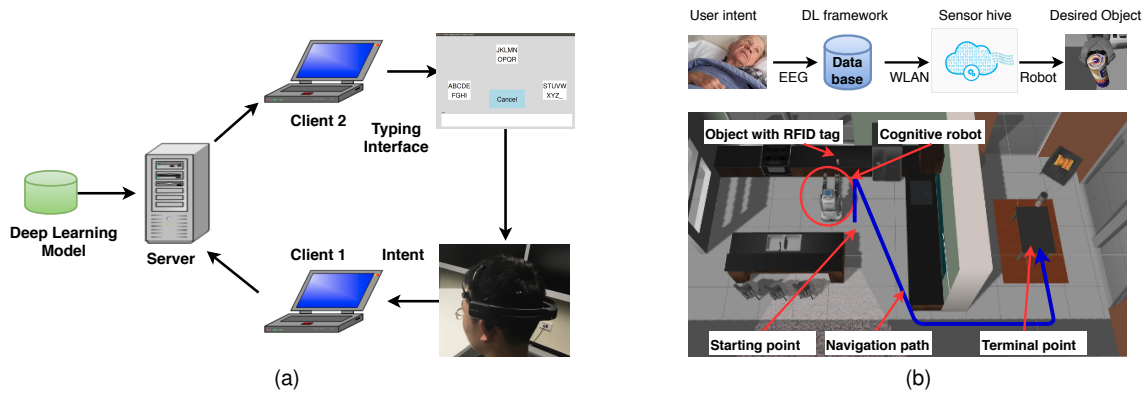 JKLMN
OPQR
ABCDE
FGHI
STUVW
XYZ_
Cancel
Client 2
Typing
Interface
Deep Learning
Model
Server
Client 1
Intent
(a)
User intent
DL framework
Sensor hive
Desired Object
EEG
Data
base
WLAN
Robot
Object with RFID tag
Cognitive robot
Starting point
Navigation path
Terminal point
(b)